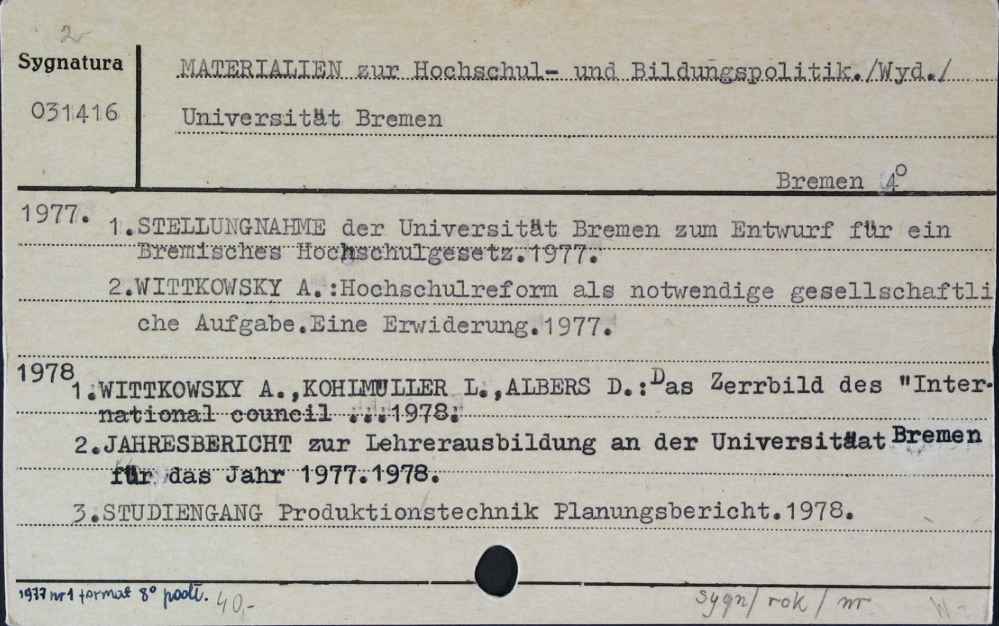 2
Sygnatura
031416
MATERIALIEN zur Hochschul- und Bildungspolitik./Wyd./
Universität Bremen
Bremen 4°
1977.
1.STELLUNGNAHME der Universität Bremen zum Entwurf für ein
Bremisches Hochschulgesetz.1977.
2.WITTKOWSKY A.:Hochschulreform als notwendige gesellschaftli
che Aufgabe.Eine Erwiderung.1977.
1978
1.WITTKOWSKY A.,KOHLMULLER L.,ALBERS D.:Das Zerrbild des "Inter-
national council ...1978.
2.JAHRESBERICHT zur Lehrerausbildung an der Universitäat Bremen
für das Jahr 1977.1978.
3.STUDIENGANG Produktionstechnik Planungsbericht.1978.
1977 nr 1 format 8°
40,-
sygn/ rok / nr